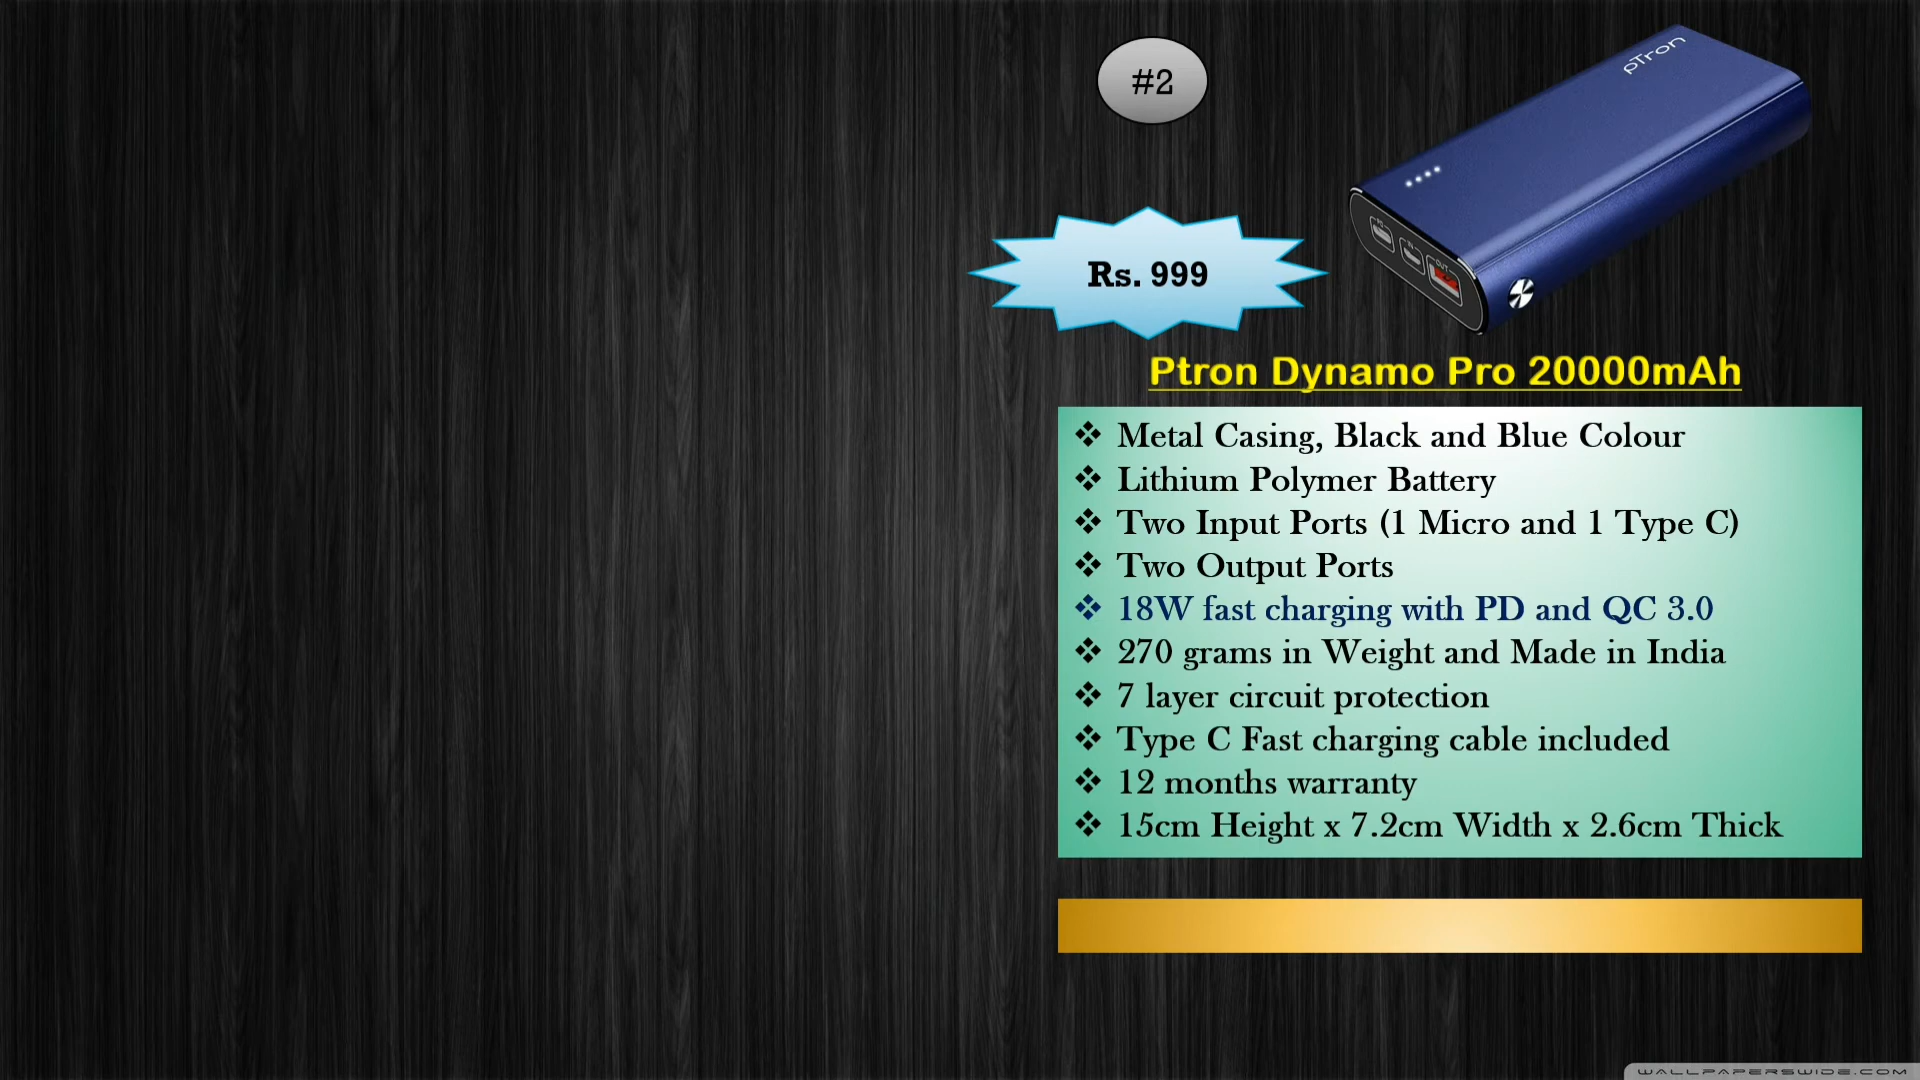 #2
pTron
PD
IN
OUT
Rs. 999
Ptron Dynamo Pro 20000mAh
❖ Metal Casing, Black and Blue Colour
❖ Lithium Polymer Battery
❖ Two Input Ports (1 Micro and 1 Type C)
❖ Two Output Ports
❖ 18W fast charging with PD and QC 3.0
❖ 270 grams in Weight and Made in India
❖ 7 layer circuit protection
❖ Type C Fast charging cable included
❖ 12 months warranty
❖ 15cm Height x 7.2cm Width x 2.6cm Thick
WALLPAPERSWIDE.COM